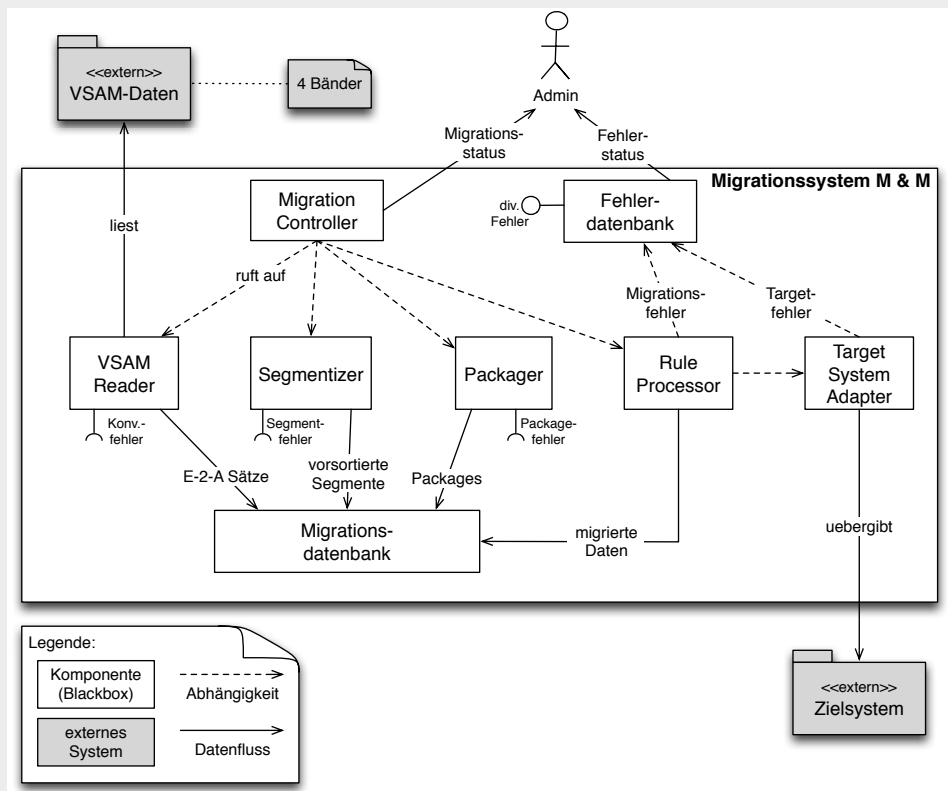 <<extern>>
VSAM-Daten
4 Bänder
Admin
Migrations-
status
Fehler-
status
Migrationssystem M & M
Migration
Controller
div.
Fehler
Fehler-
datenbank
liest
ruft auf
Migrations-
fehler
Target-
fehler
VSAM
Reader
Segmentizer
Packager
Rule
Processor
Target
System
Adapter
Konv.-
fehler
Segment-
fehler
Package-
fehler
E-2-A Sätze
vorsortierte
Segmente
Packages
Migrations-
datenbank
migrierte
Daten
uebergibt
Legende:
Komponente
(Blackbox)
Abhängigkeit
externes
System
Datenfluss
<<extern>>
Zielsystem